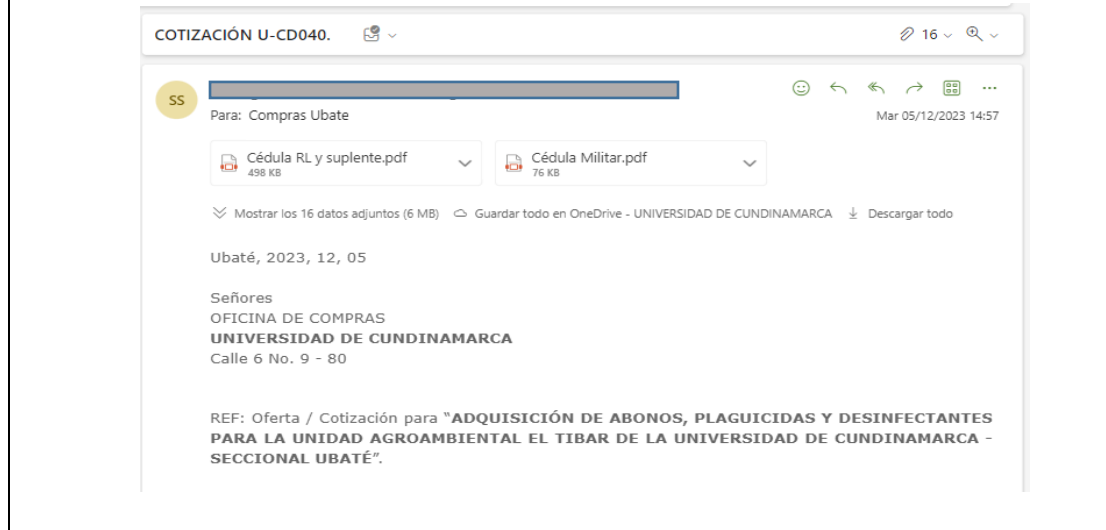 COTIZACIÓN U-CD040.
16
SS
Para: Compras Ubate
Mar 05/12/2023 14:57
Cédula RL y suplente.pdf
498 KB
Cédula Militar.pdf
76 KB
Mostrar los 16 datos adjuntos (6 MB) Guardar todo en OneDrive - UNIVERSIDAD DE CUNDINAMARCA Descargar todo
Ubaté, 2023, 12, 05
Señores
OFICINA DE COMPRAS
UNIVERSIDAD DE CUNDINAMARCA
Calle 6 No. 9 - 80
REF: Oferta / Cotización para “ADQUISICIÓN DE ABONOS, PLAGUICIDAS Y DESINFECTANTES
PARA LA UNIDAD AGROAMBIENTAL EL TIBAR DE LA UNIVERSIDAD DE CUNDINAMARCA -
SECCIONAL UBATÉ”.